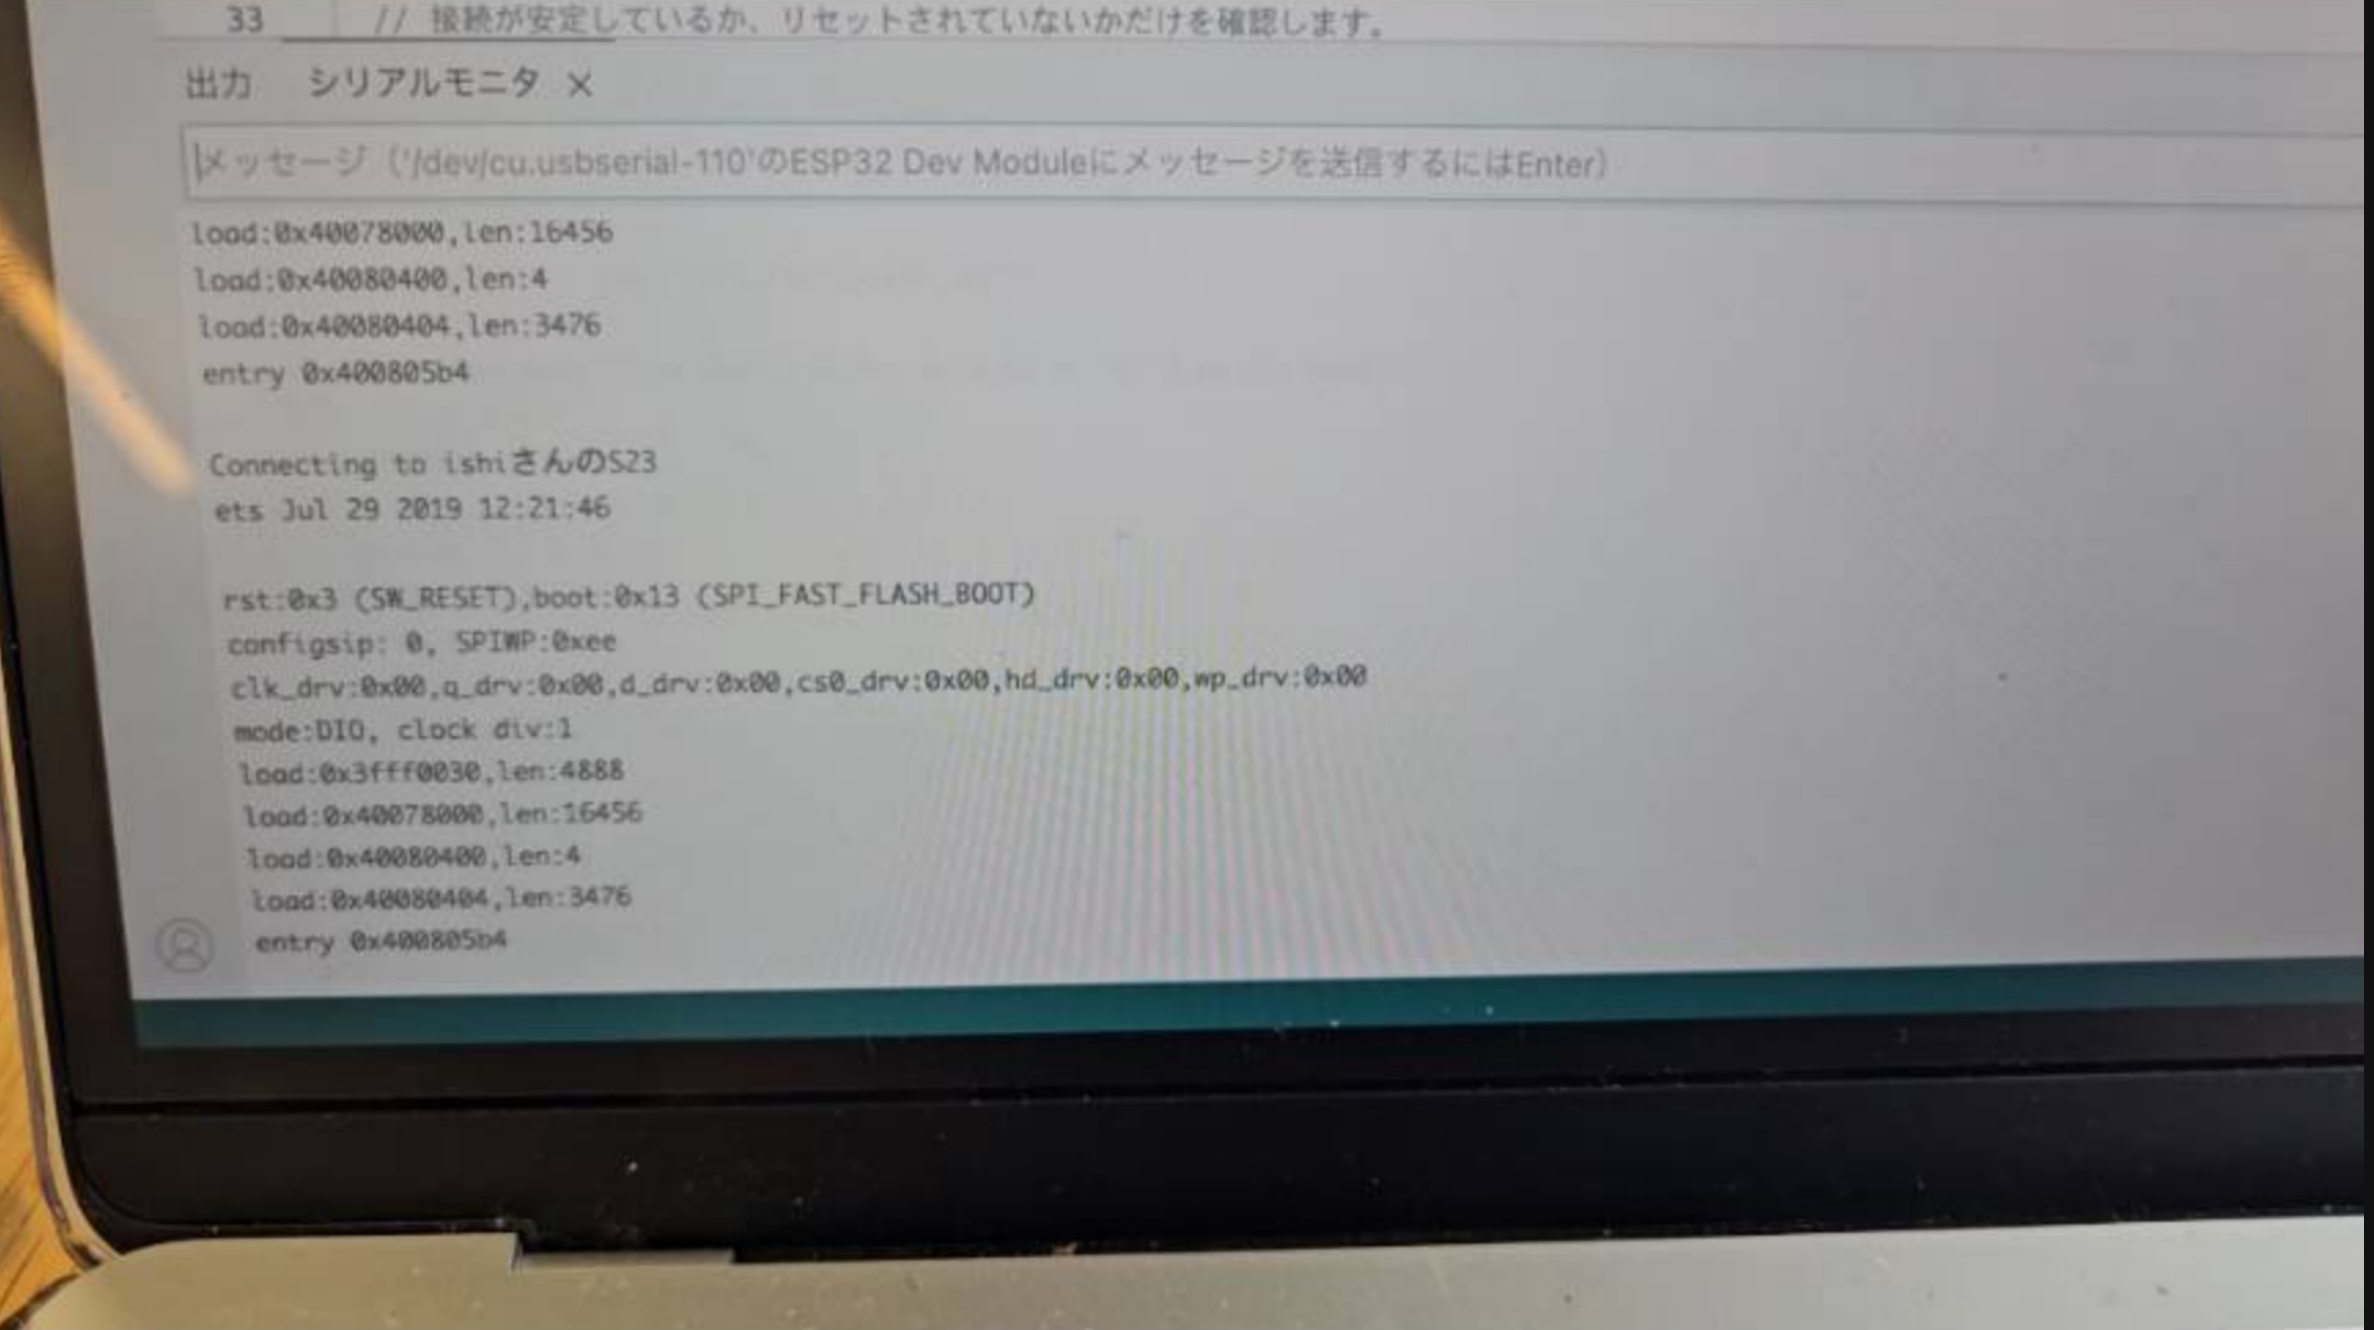 33 // 接続が安定しているか、リセットされていないかだけを確認します。
出力 シリアルモニタ ×
メッセージ（'/dev/cu.usbserial-110'のESP32 Dev Moduleにメッセージを送信するにはEnter）
load:0x40078000,len:16456
load:0x40080400,len:4
load:0x40080404,len:3476
entry 0x400805b4
Connecting to ishiさんのS23
ets Jul 29 2019 12:21:46
rst:0x3 (SW_RESET),boot:0x13 (SPI_FAST_FLASH_BOOT)
configsip: 0, SPIWP:0xee
clk_drv:0x00,q_drv:0x00,d_drv:0x00,cs0_drv:0x00,hd_drv:0x00,wp_drv:0x00
mode:DIO, clock div:1
load:0x3fff0030,len:4888
load:0x40078000,len:16456
load:0x40080400,len:4
load:0x40080404,len:3476
entry 0x400805b4